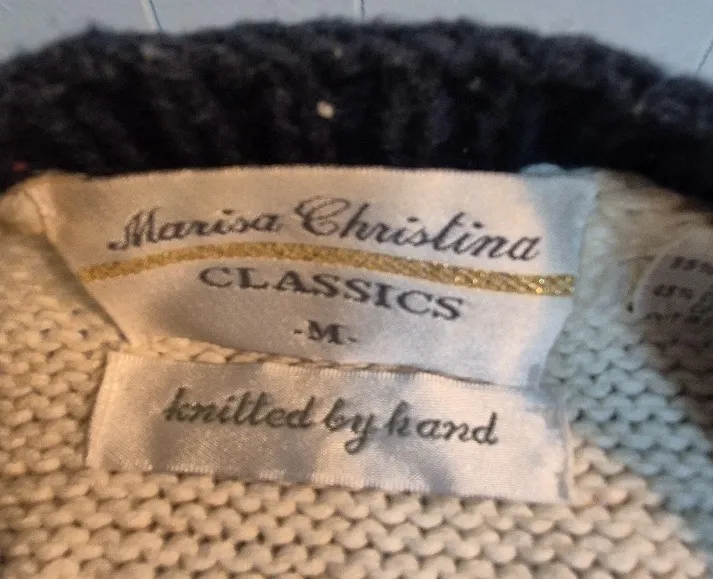 Marisa Christina
CLASSICS
-M-
knitted by hand